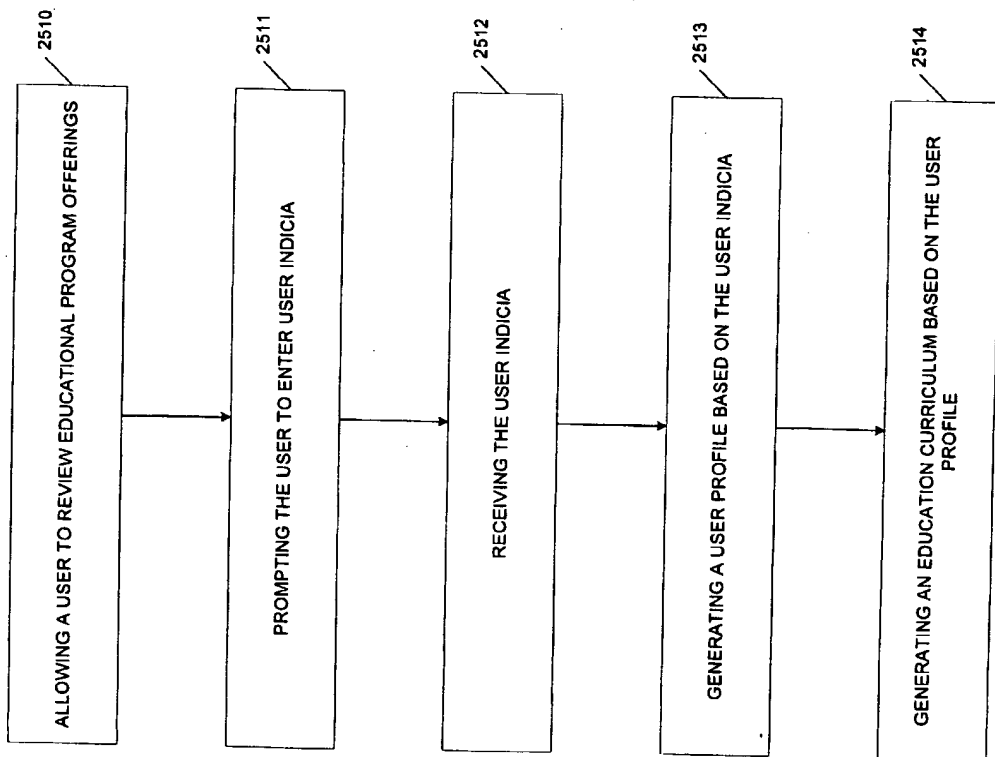 2510
ALLOWING A USER TO REVIEW EDUCATIONAL PROGRAM OFFERINGS
2511
PROMPTING THE USER TO ENTER USER INDICIA
2512
RECEIVING THE USER INDICIA
2513
GENERATING A USER PROFILE BASED ON THE USER INDICIA
2514
GENERATING AN EDUCATION CURRICULUM BASED ON THE USER
PROFILE